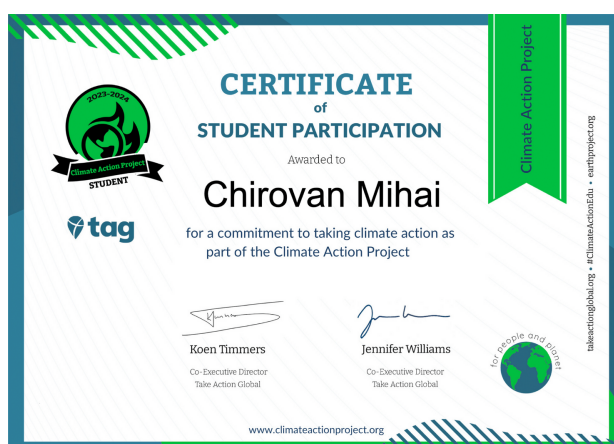 2023-2024
Climate Action Project
STUDENT
tag
CERTIFICATE
of
STUDENT PARTICIPATION
Awarded to
Chirovan Mihai
for a commitment to taking climate action as
part of the Climate Action Project
Koen Timmers
Co-Executive Director
Take Action Global
Jennifer Williams
Co-Executive Director
Take Action Global
www.climateactionproject.org
Climate Action Project
takeactionglobal.org • #ClimateActionEdu • earthproject.org
for people and planet